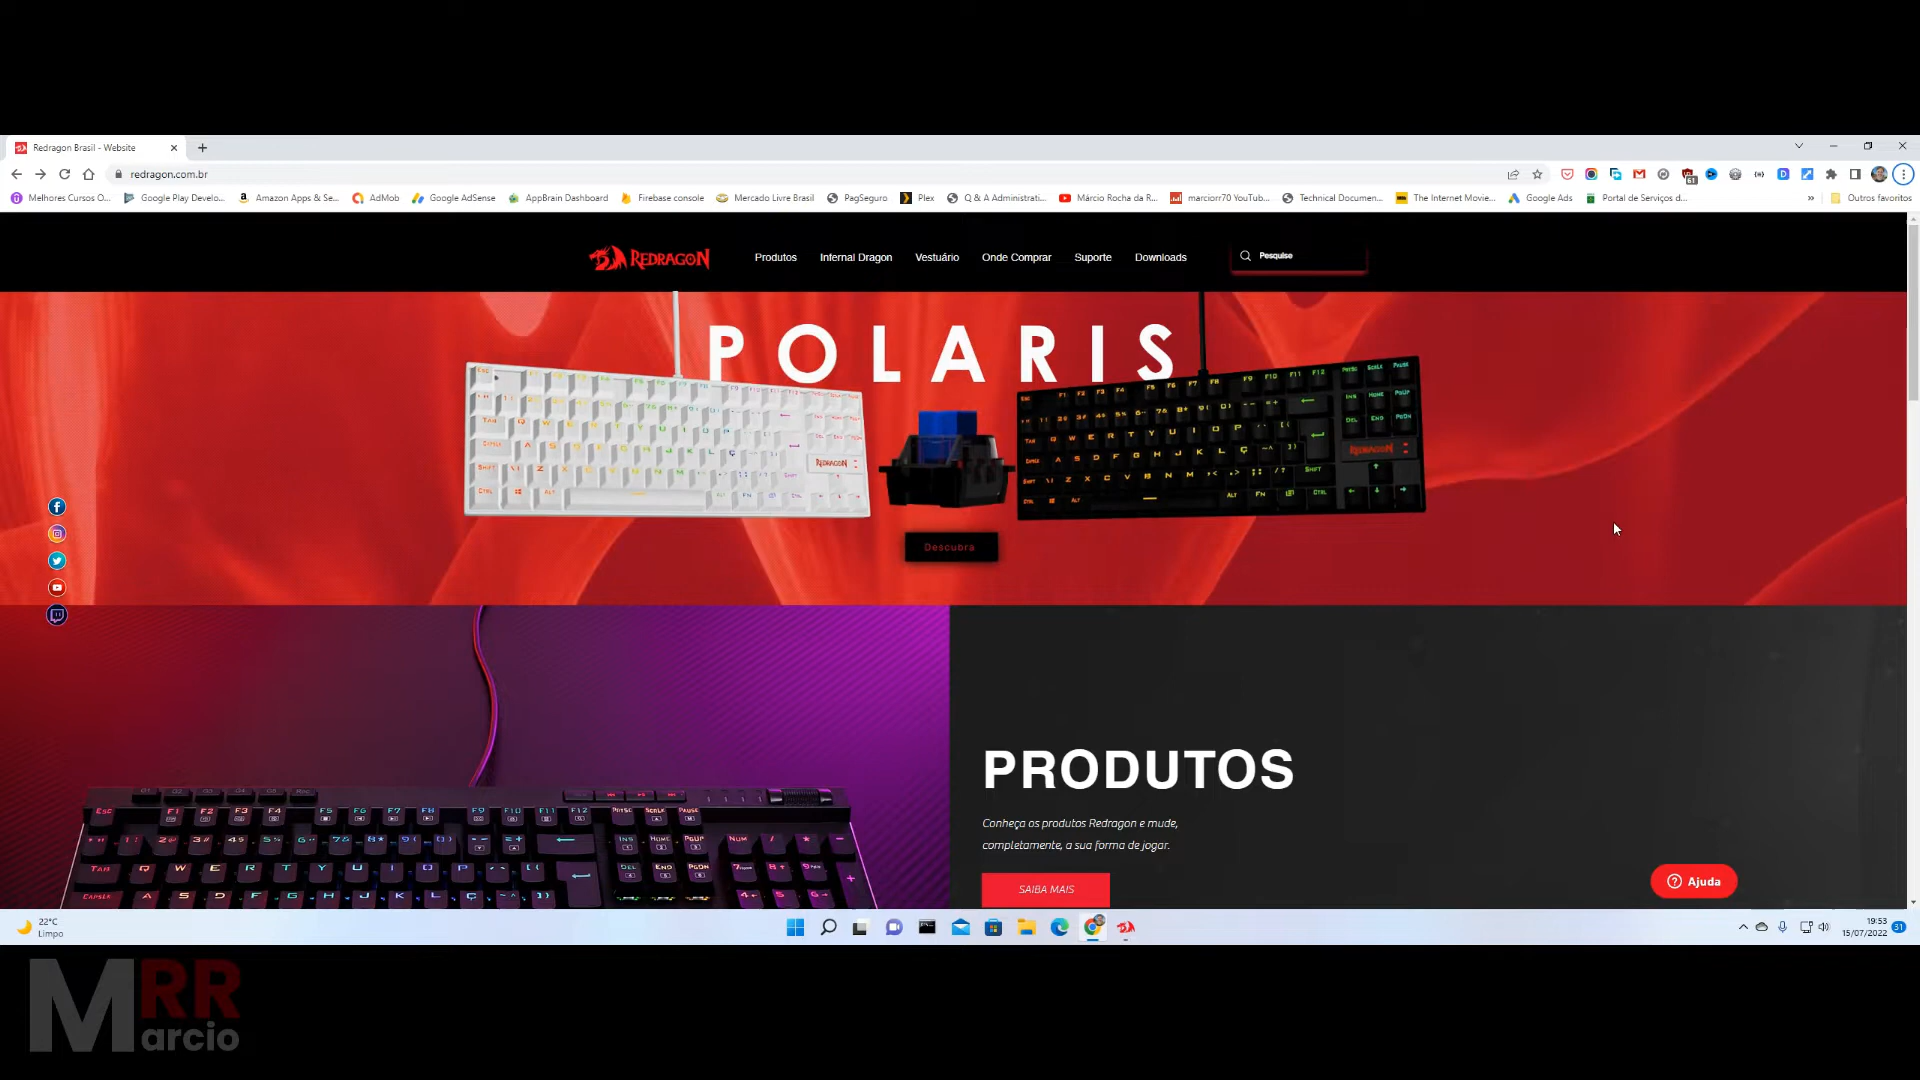 Redragon Brasil - Website
redragon.com.br
Melhores Cursos O...
Google Play Develo...
Amazon Apps & Se...
AdMob
Google AdSense
AppBrain Dashboard
Firebase console
Mercado Livre Brasil
PagSeguro
Plex
Q & A Administrati...
Márcio Rocha da R...
marciorr70 YouTub...
Technical Documen...
The Internet Movie...
Google Ads
Portal de Serviços d...
»
Outros favoritos
REDRAGON
Produtos
Infernal Dragon
Vestuário
Onde Comprar
Suporte
Downloads
Pesquise
POLARIS
REDRAGON
REDRAGON
Descubra
PRODUTOS
Conheça os produtos Redragon e mude,
completamente, a sua forma de jogar.
SAIBA MAIS
Ajuda
22°C
Limpo
19:53
15/07/2022
31
MRR
arcio